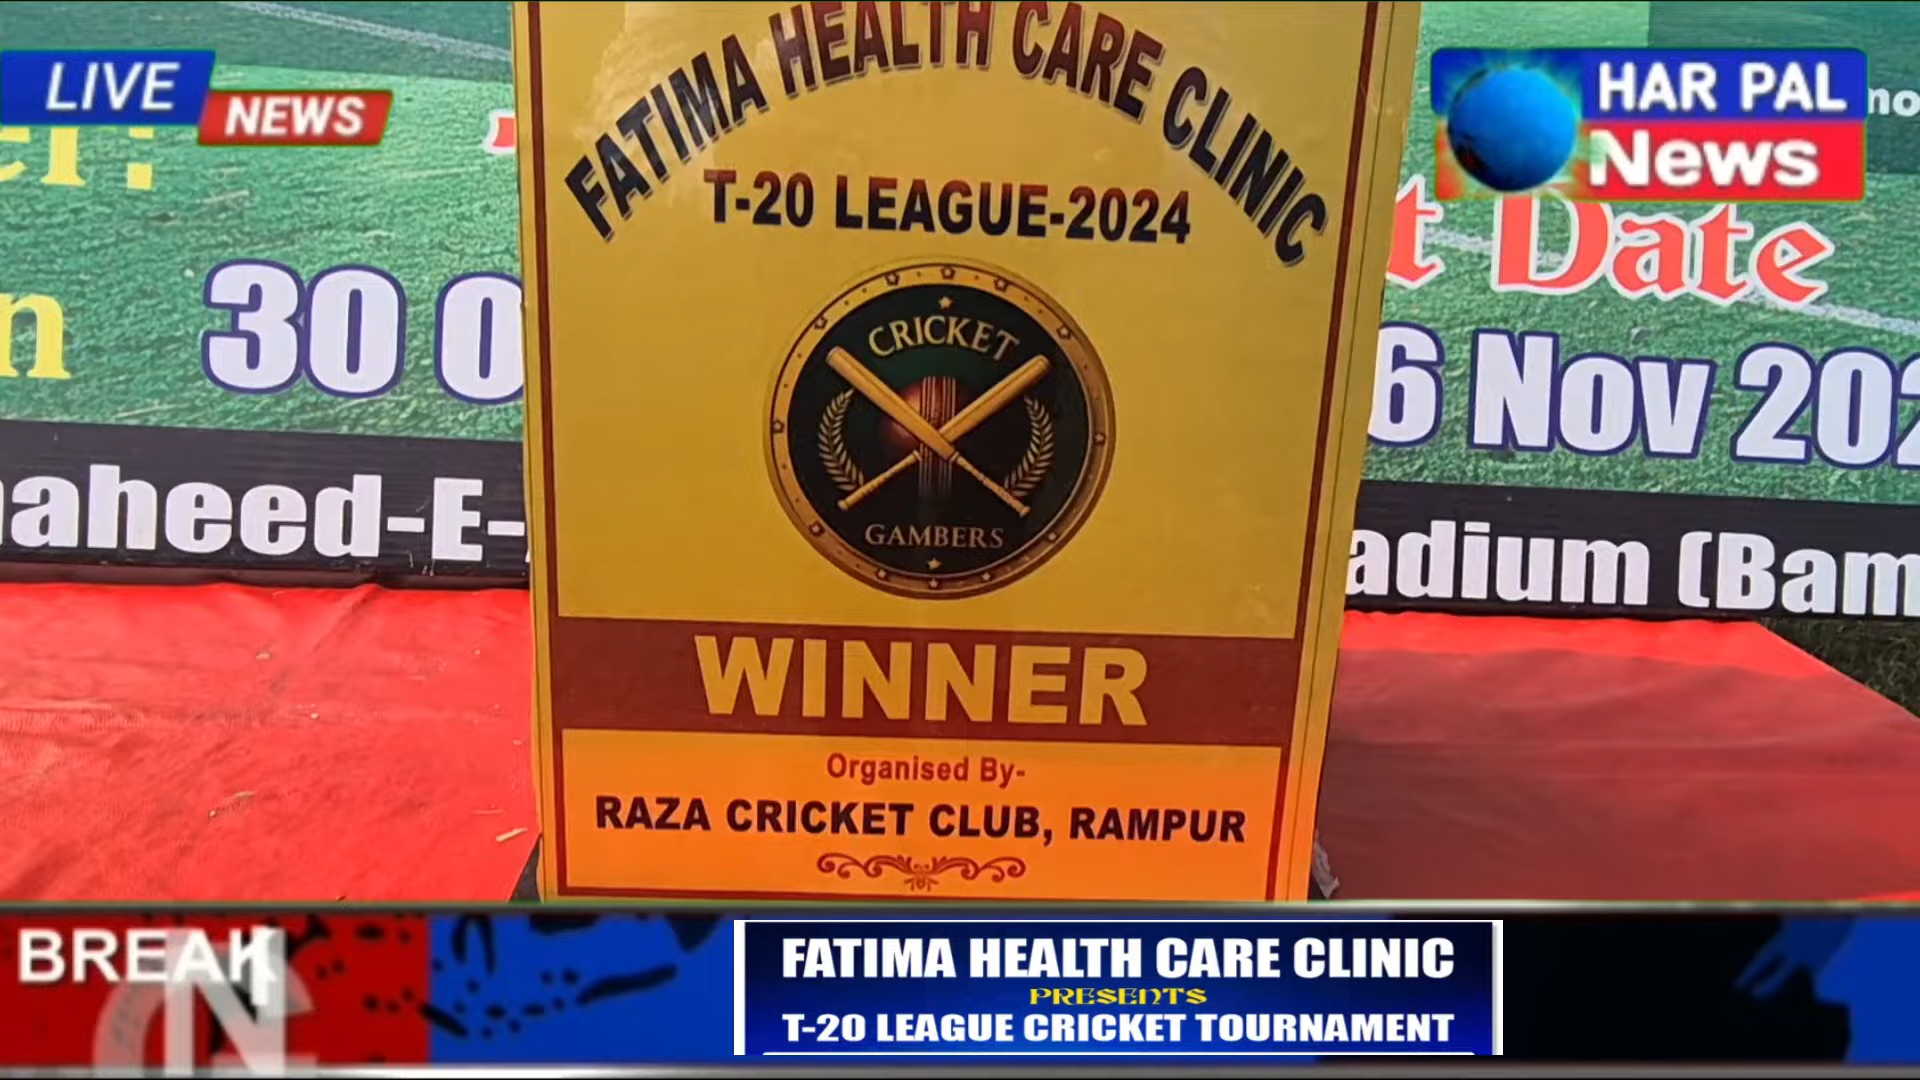 LIVE
NEWS
HAR PAL
News
FATIMA HEALTH CARE CLINIC
T-20 LEAGUE-2024
CRICKET
GAMBERS
WINNER
Organised By-
RAZA CRICKET CLUB, RAMPUR
30
Date
6 Nov 202
adium (Bam
aheed-E-
BREAK
FATIMA HEALTH CARE CLINIC
PRESENTS
T-20 LEAGUE CRICKET TOURNAMENT